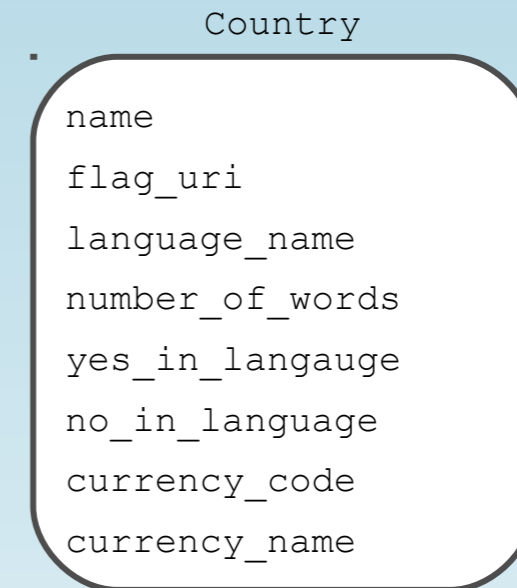 Country
name
flag_uri
language_name
number_of_words
yes_in_langauge
no_in_language
currency_code
currency_name